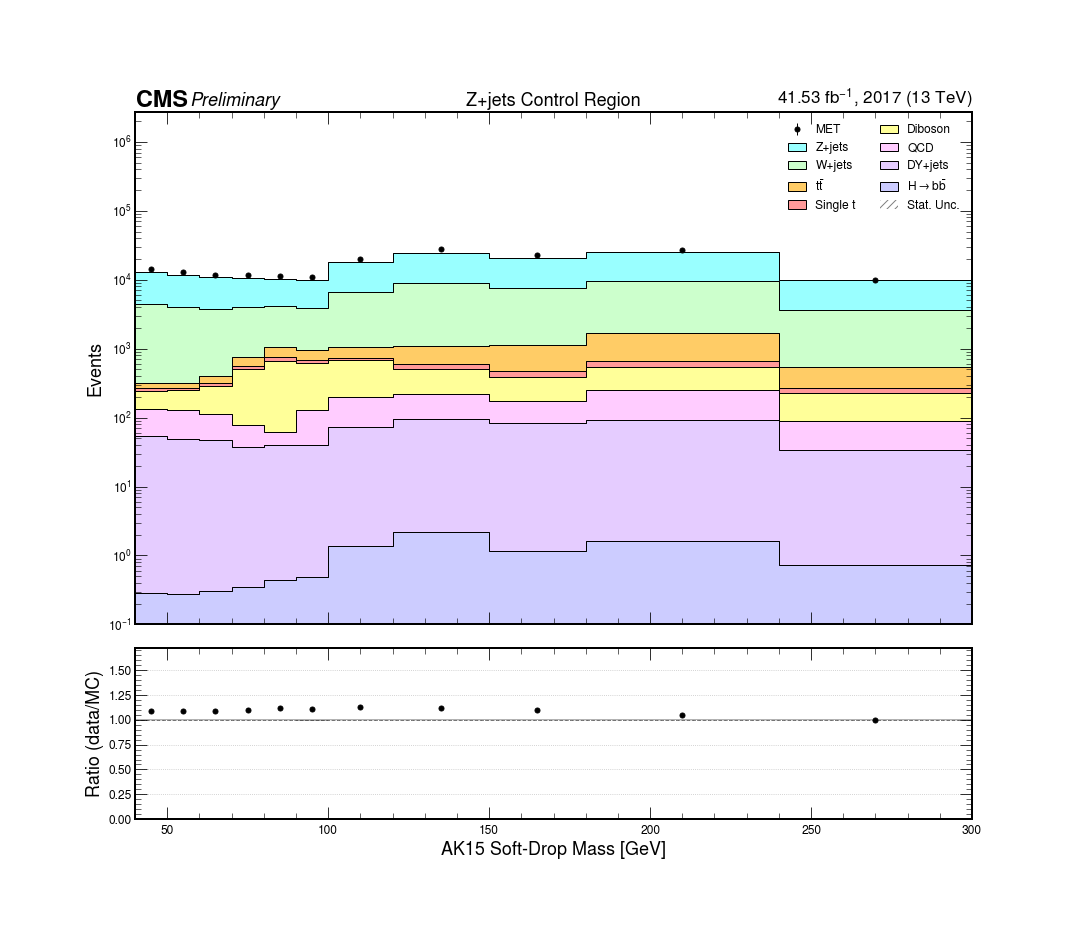 CMS Preliminary Z+jets Control Region 41.53 fb⁻¹, 2017 (13 TeV)
MET Diboson
Z+jets QCD
W+jets DY+jets
tt̄ H→bb̄
Single t Stat. Unc.
10⁶
10⁵
10⁴
10³
10²
10¹
10⁰
10⁻¹
Events
1.50
1.25
1.00
0.75
0.50
0.25
0.00
Ratio (data/MC)
50 100 150 200 250 300
AK15 Soft-Drop Mass [GeV]